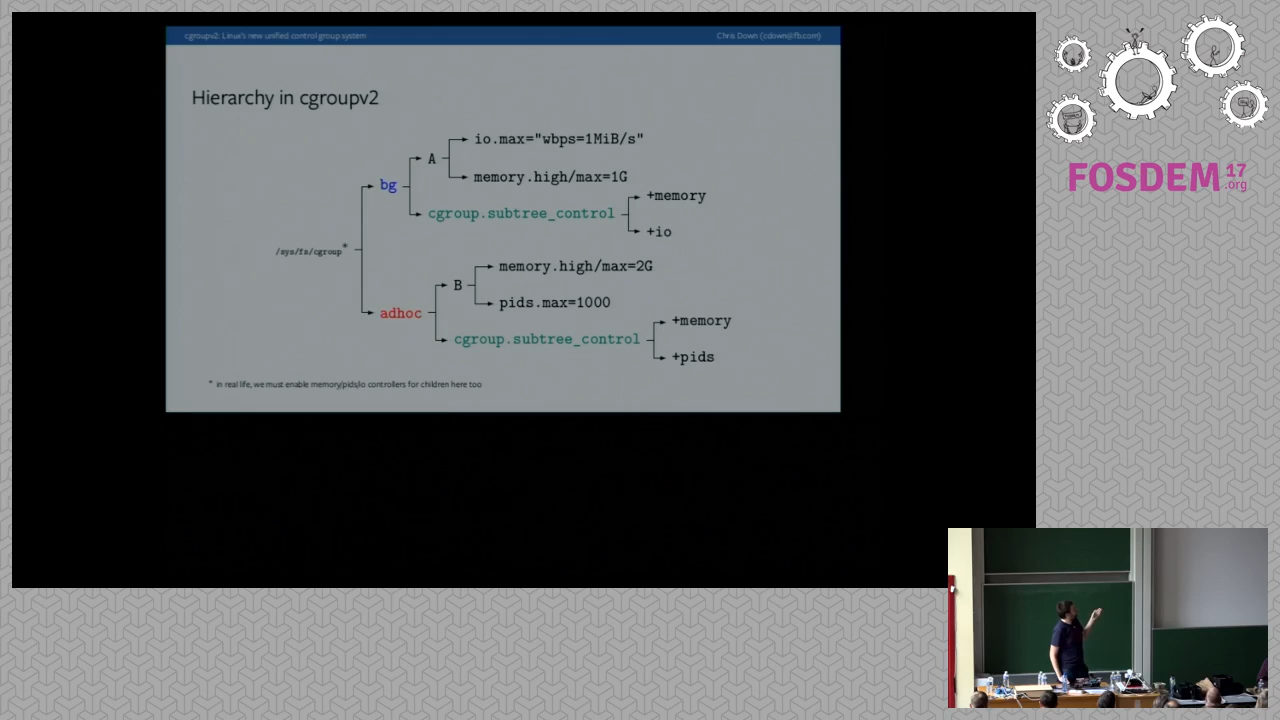 cgroupv2: Linux's new unified control group system
Chris Down (cdown@fb.com)
Hierarchy in cgroupv2
io.max="wbps=1MiB/s"
A
memory.high/max=1G
bg
+memory
cgroup.subtree_control
+io
/sys/fs/cgroup*
memory.high/max=2G
B
pids.max=1000
adhoc
+memory
cgroup.subtree_control
+pids
* in real life, we must enable memory/pids/io controllers for children here too
FOSDEM 17
.org